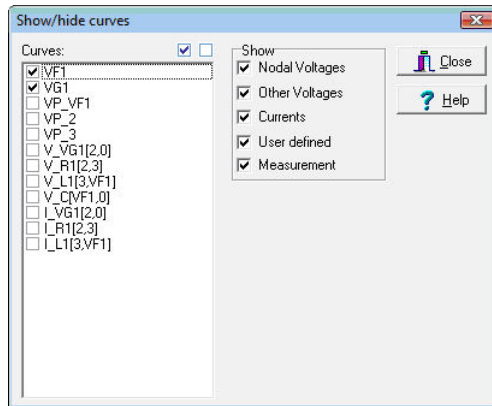 Show/hide curves
Curves:
VF1
VG1
VP_VF1
VP_2
VP_3
V_VG1[2,0]
V_R1[2,3]
V_L1[3,VF1]
V_C[VF1,0]
I_VG1[2,0]
I_R1[2,3]
I_L1[3,VF1]
Show
Nodal Voltages
Other Voltages
Currents
User defined
Measurement
Close
Help